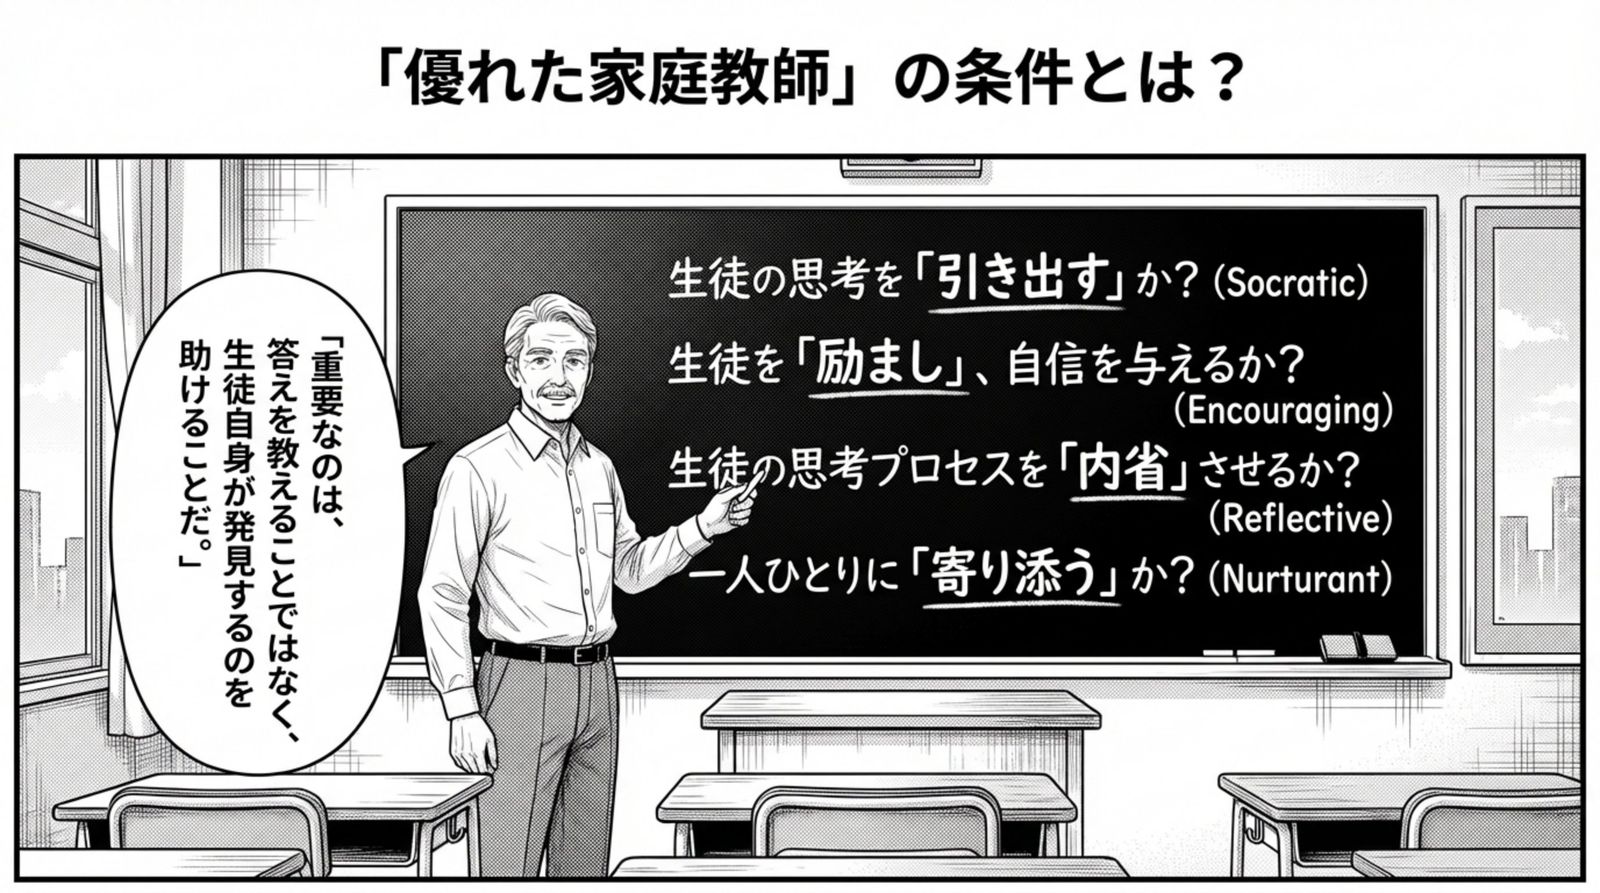 「優れた家庭教師」の条件とは？
「重要なのは、
答えを教えることではなく、
生徒自身が発見するのを
助けることだ。」
生徒の思考を「引き出す」か？(Socratic)
生徒を「励まし」、自信を与えるか？
(Encouraging)
生徒の思考プロセスを「内省」させるか？
(Reflective)
一人ひとりに「寄り添う」か？(Nurturant)